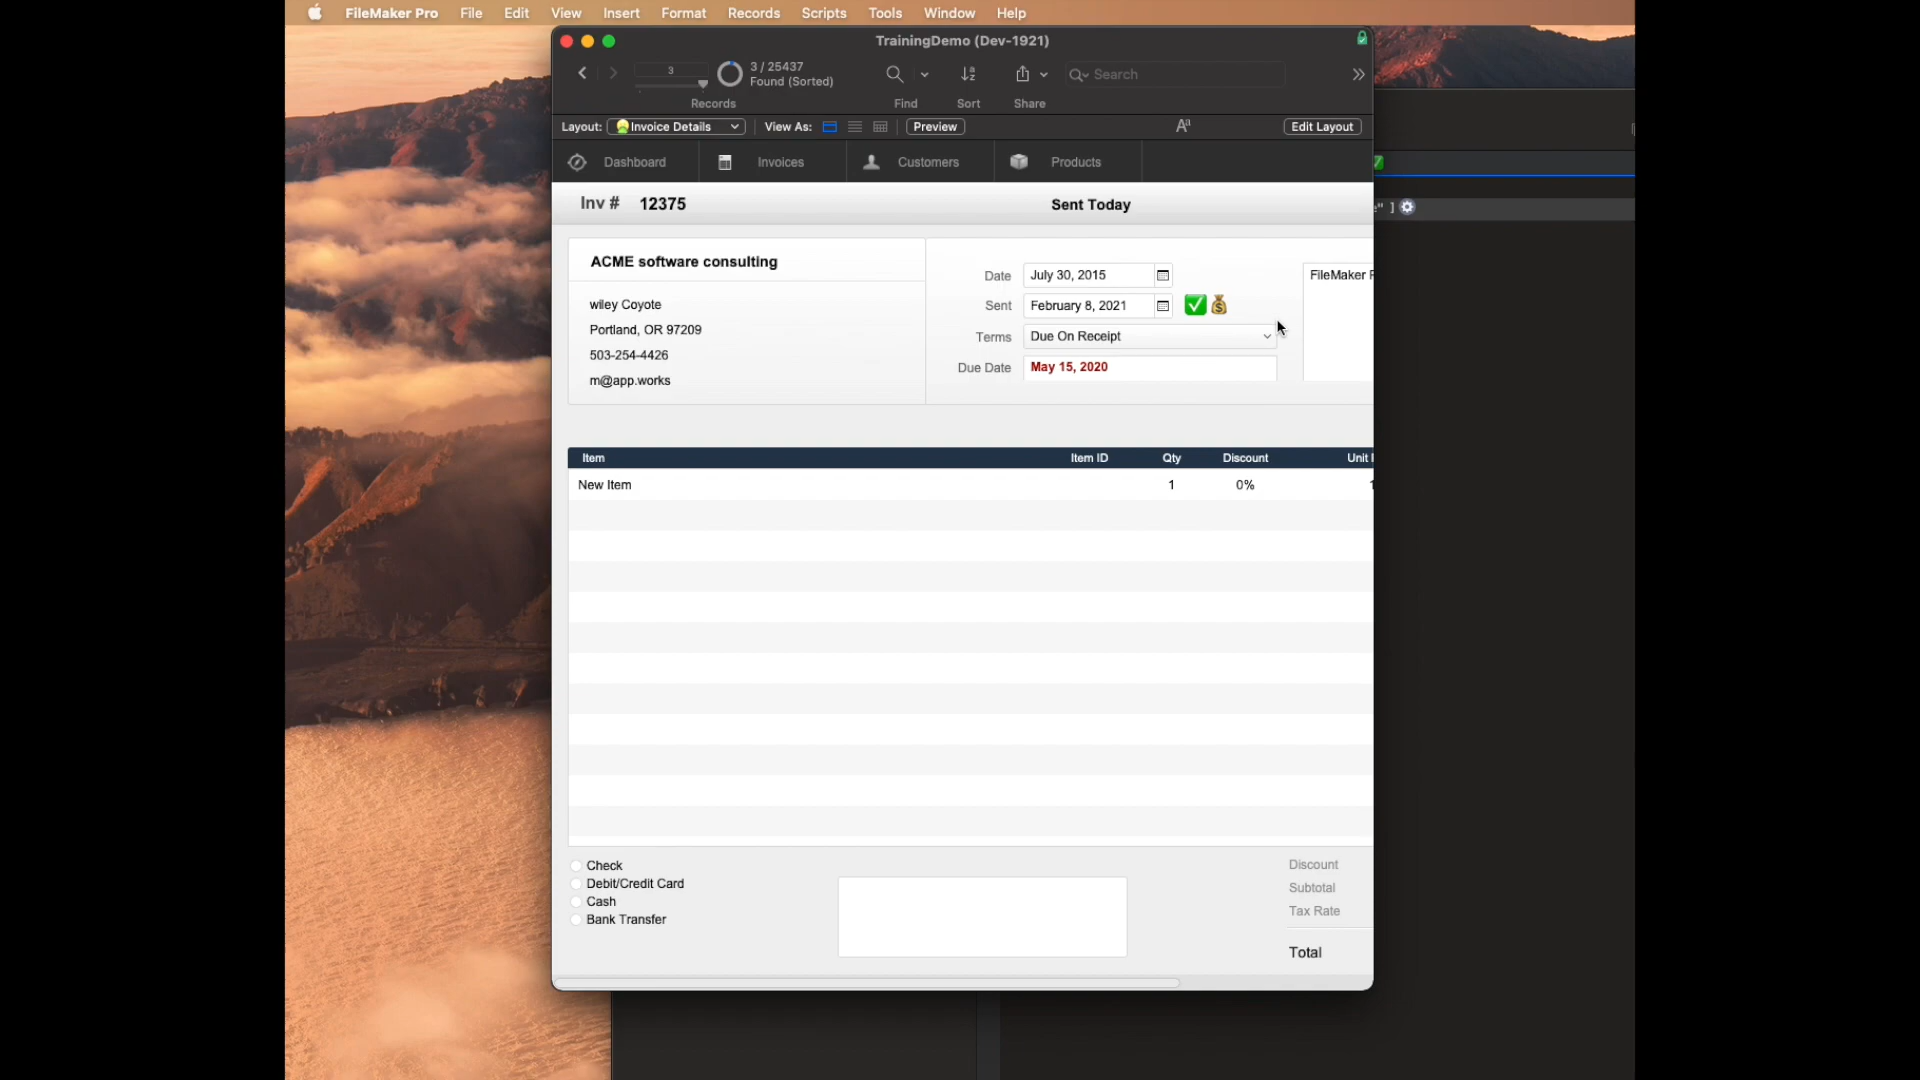 FileMaker Pro File Edit View Insert Format Records Scripts Tools Window Help
TrainingDemo (Dev-1921)
3
3 / 25437
Found (Sorted)
Search
Records Find Sort Share
Layout: Invoice Details View As: Preview Aa Edit Layout
Dashboard Invoices Customers Products
Inv # 12375 Sent Today
" ]
ACME software consulting
wiley Coyote
Portland, OR 97209
503-254-4426
m@app.works
Date July 30, 2015
Sent February 8, 2021
Terms Due On Receipt
Due Date May 15, 2020
FileMaker
Item Item ID Qty Discount Unit
New Item 1 0%
Check
Debit/Credit Card
Cash
Bank Transfer
Discount
Subtotal
Tax Rate
Total